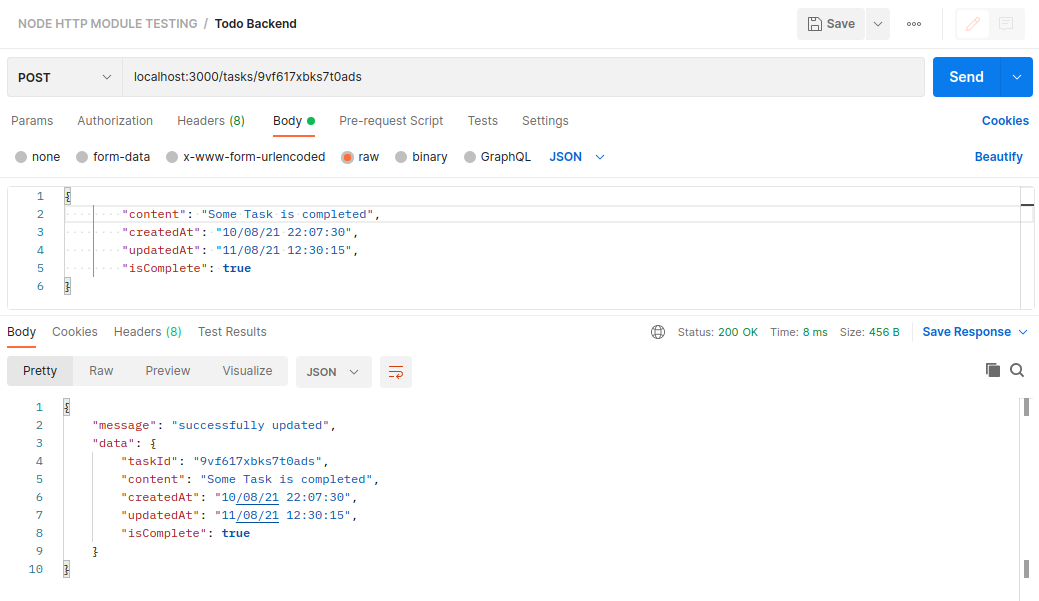 NODE HTTP MODULE TESTING / Todo Backend
Save
POST localhost:3000/tasks/9vf617xbks7t0ads Send
Params Authorization Headers (8) Body Pre-request Script Tests Settings Cookies
none form-data x-www-form-urlencoded raw binary GraphQL JSON Beautify
1 {
2 "content": "Some Task is completed",
3 "createdAt": "10/08/21 22:07:30",
4 "updatedAt": "11/08/21 12:30:15",
5 "isComplete": true
6 }
Body Cookies Headers (8) Test Results Status: 200 OK Time: 8 ms Size: 456 B Save Response
Pretty Raw Preview Visualize JSON
1 {
2 "message": "successfully updated",
3 "data": {
4 "taskId": "9vf617xbks7t0ads",
5 "content": "Some Task is completed",
6 "createdAt": "10/08/21 22:07:30",
7 "updatedAt": "11/08/21 12:30:15",
8 "isComplete": true
9 }
10 }